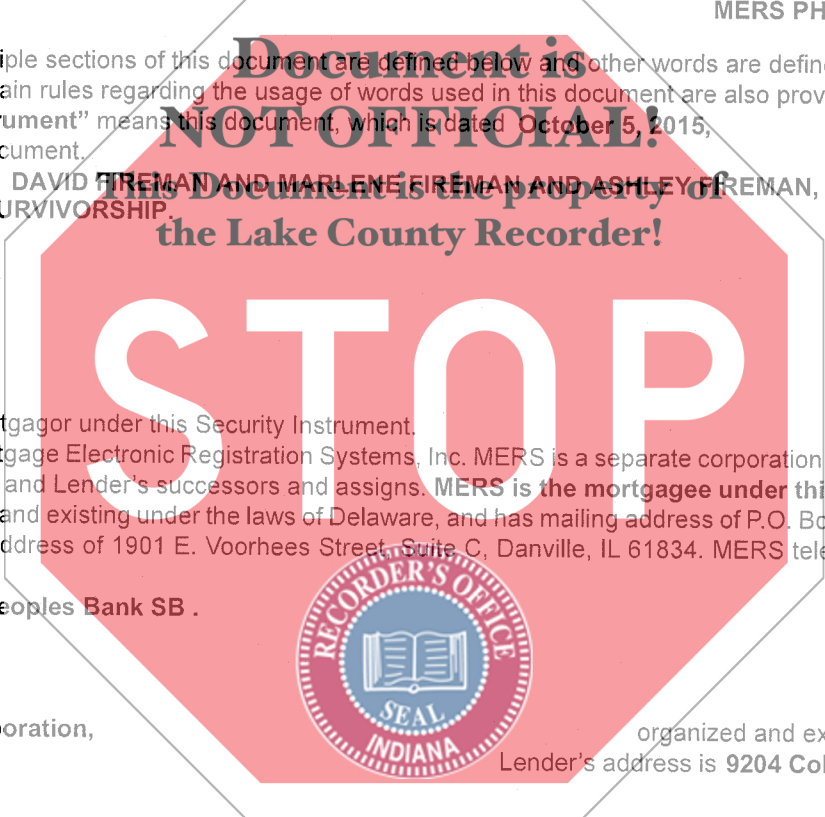 MERS PH
Document is
iple sections of this document are defined below and other words are define
ain rules regarding the usage of words used in this document are also prov
NOT OFFICIAL!
rument” means this document, which is dated October 5, 2015,
cument.
This Document is the property of
DAVID FIREMAN AND MARLENE FIREMAN AND ASHLEY FIREMAN,
URVIVORSHIP.
the Lake County Recorder!
STOP
tgagor under this Security Instrument.
tgage Electronic Registration Systems, Inc. MERS is a separate corporation
and Lender's successors and assigns. MERS is the mortgagee under thi
and existing under the laws of Delaware, and has mailing address of P.O. Bo
ddress of 1901 E. Voorhees Street, Suite C, Danville, IL 61834. MERS tele
eoples Bank SB .
RECORDER'S OFFICE
SEAL
INDIANA
oration,
organized and ex
Lender's address is 9204 Col